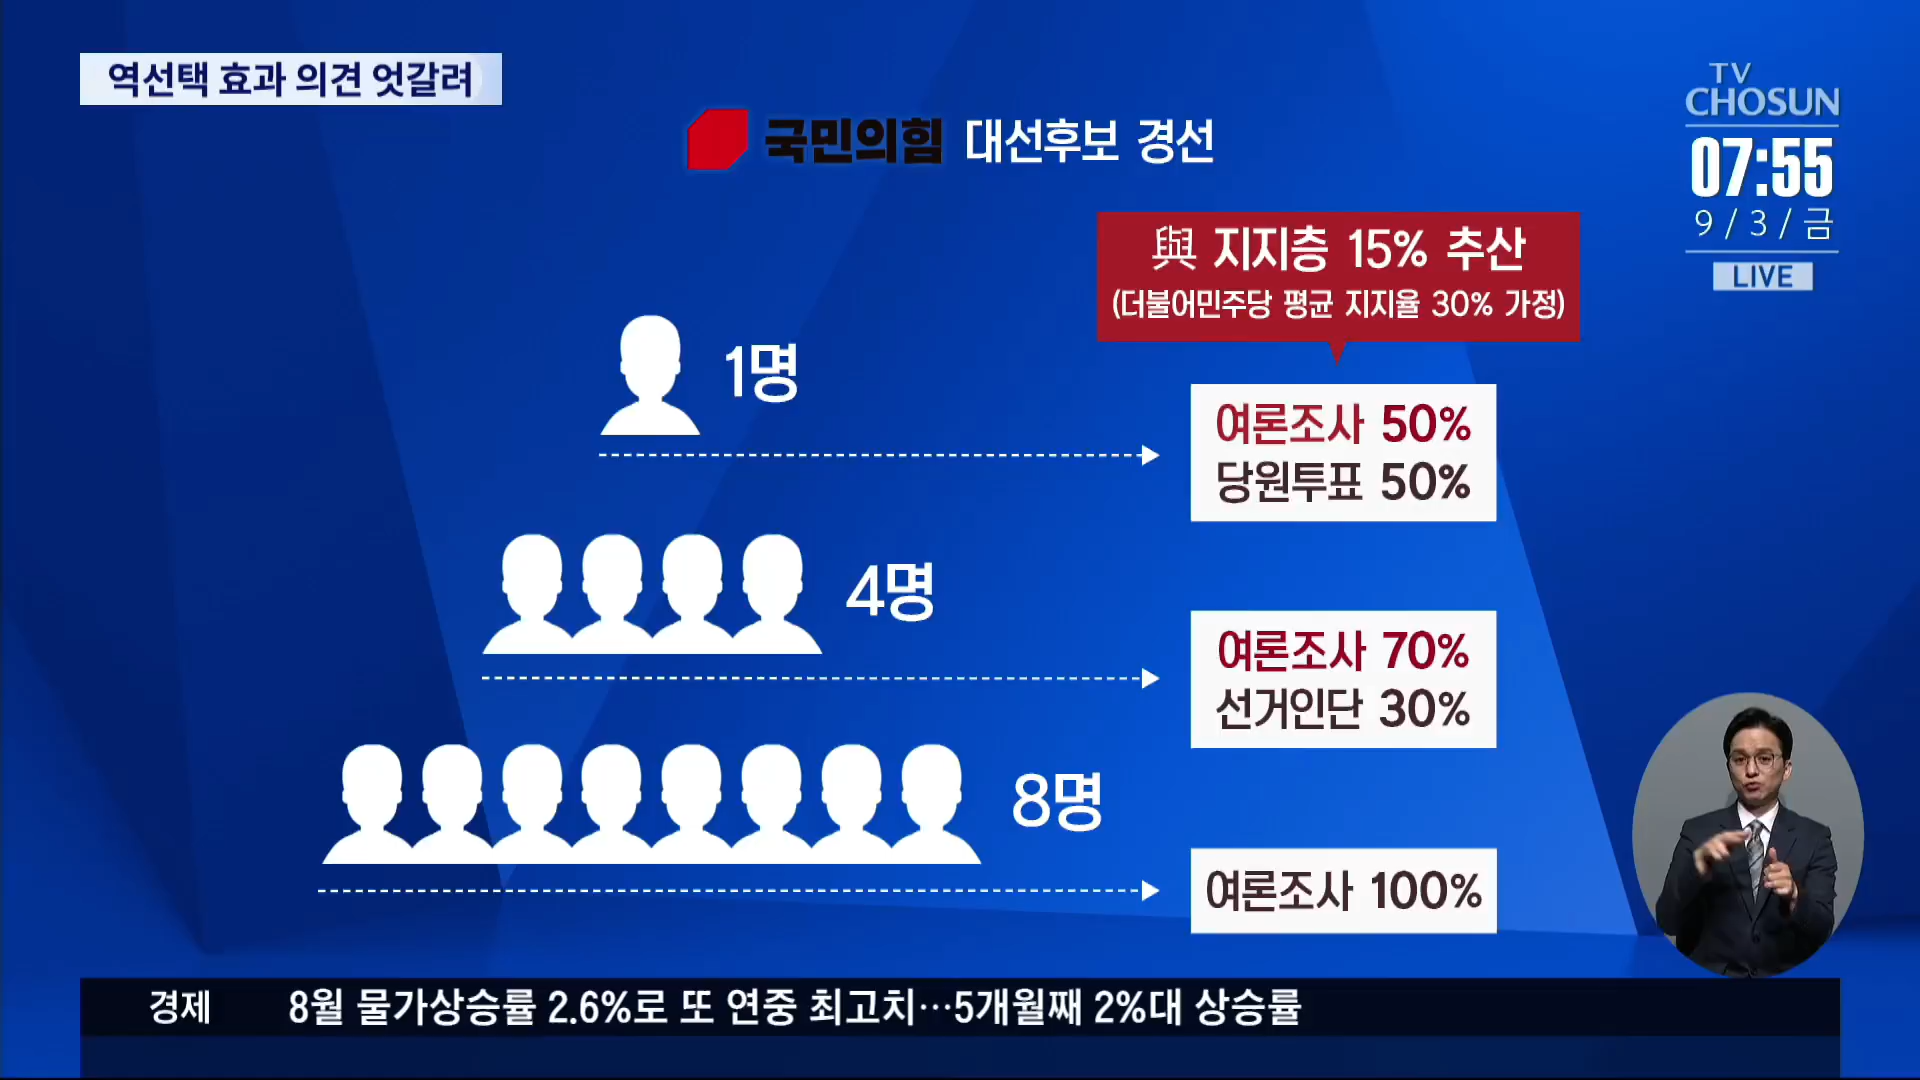 역선택 효과 의견 엇갈려
TV
CHOSUN
07:55
9/3/금
LIVE
국민의힘 대선후보 경선
與 지지층 15% 추산
(더불어민주당 평균 지지율 30% 가정)
1명
여론조사 50%
당원투표 50%
4명
여론조사 70%
선거인단 30%
8명
여론조사 100%
경제 8월 물가상승률 2.6%로 또 연중 최고치…5개월째 2%대 상승률